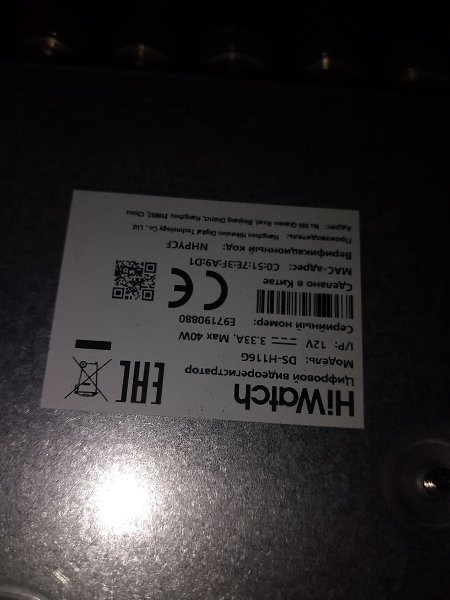 HiWatch
Цифровой видеорегистратор
Модель: DS-H116G
I/P: 12V ⎓ 3.33A, Max 40W
Серийный номер: E97190880
Сделано в Китае
MAC-адрес: C0:51:7E:3F:A9:D1
Верификационный код: NHPYCF
Производитель: Hangzhou Hikvision Digital Technology Co., Ltd.
Адрес: No.555 Qianmo Road, Binjiang District, Hangzhou 310052, China
EAC
CE